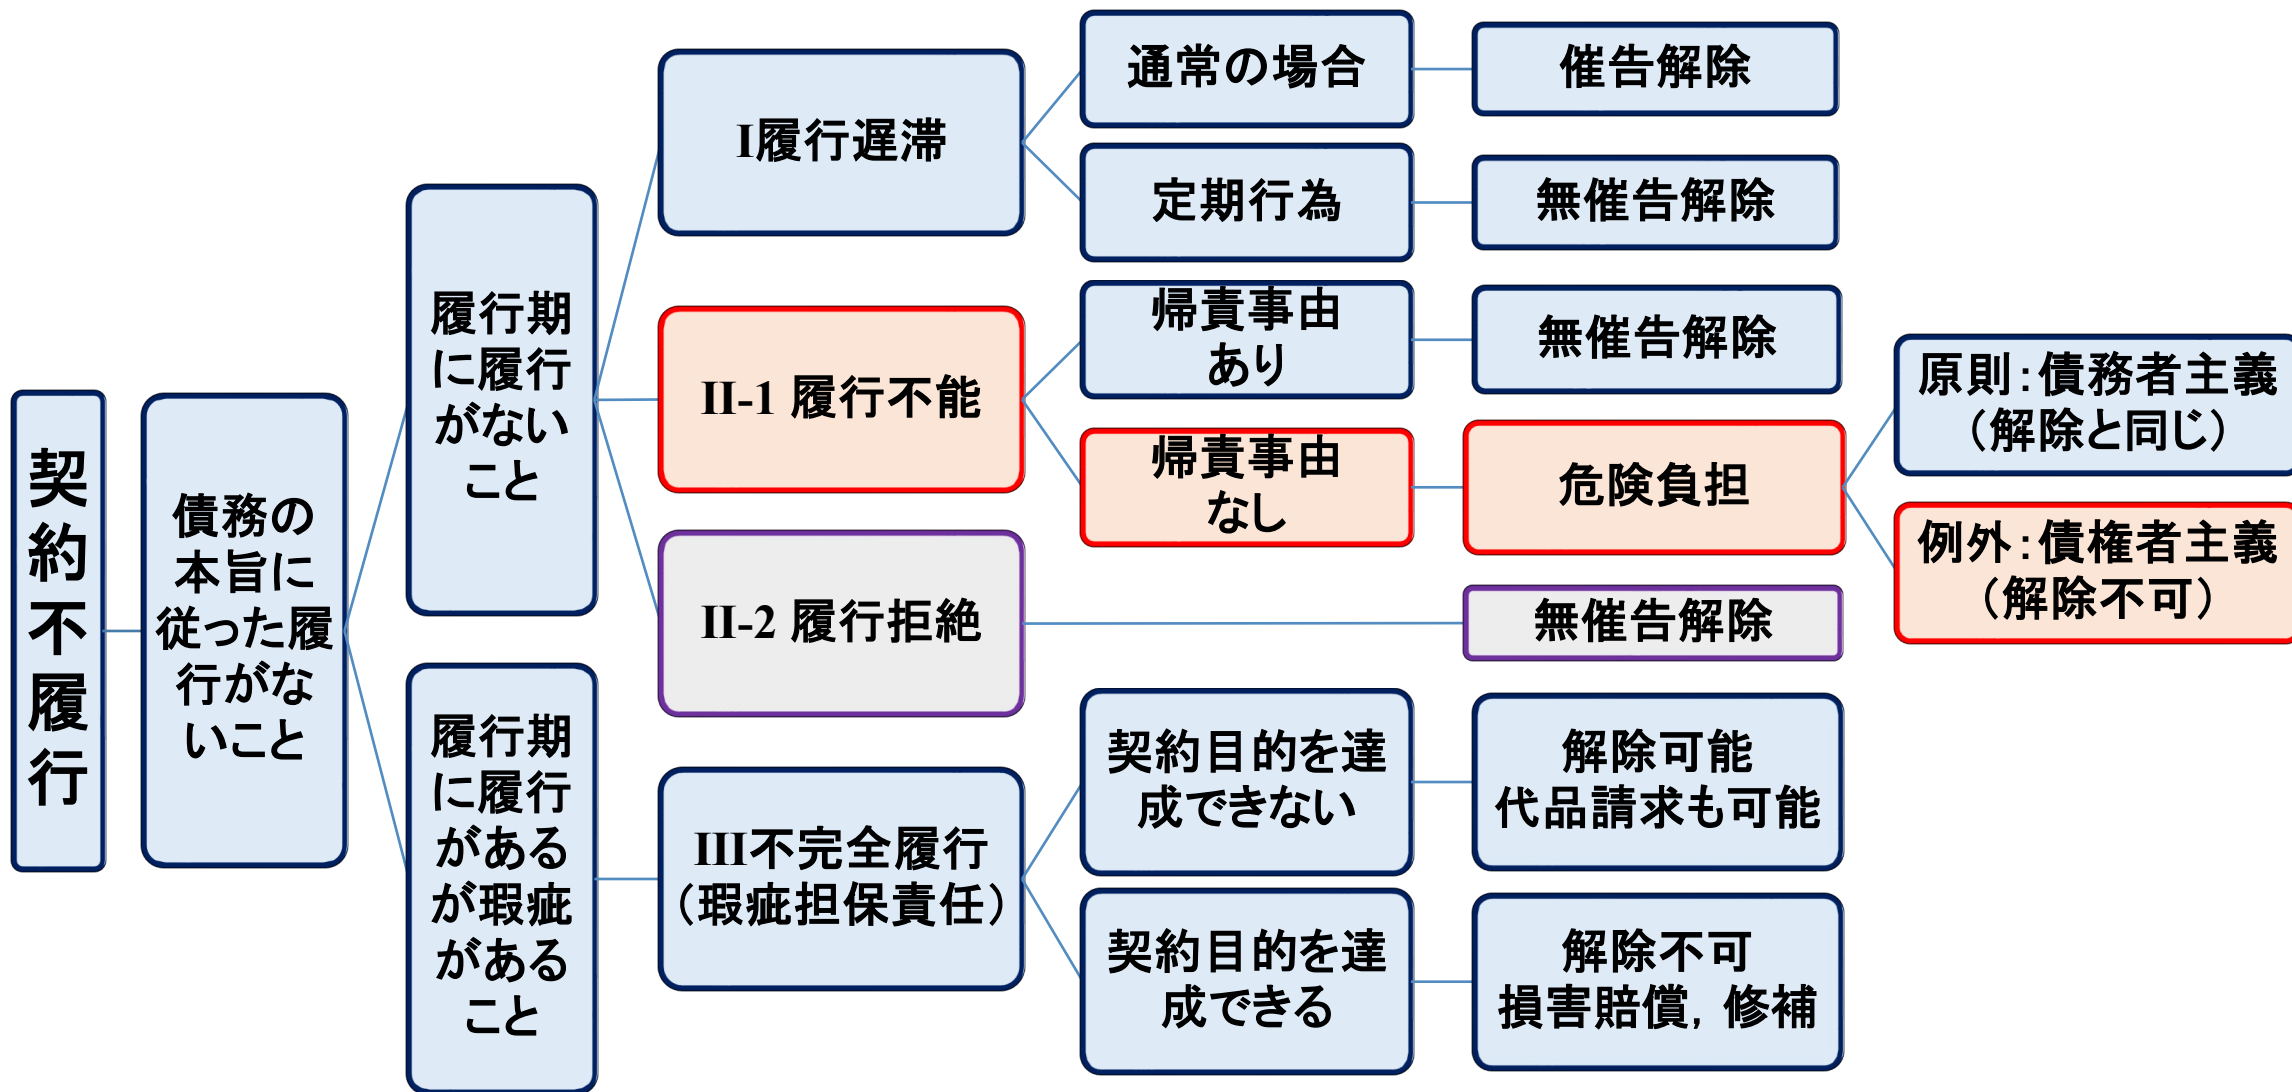 契約不履行
債務の
本旨に
従った履
行がな
いこと
履行期
に履行
がない
こと
I履行遅滞
通常の場合
催告解除
定期行為
無催告解除
II-1 履行不能
帰責事由
あり
無催告解除
帰責事由
なし
危険負担
原則：債務者主義
（解除と同じ）
例外：債権者主義
（解除不可）
II-2 履行拒絶
無催告解除
履行期
に履行
がある
が瑕疵
がある
こと
III不完全履行
（瑕疵担保責任）
契約目的を達
成できない
解除可能
代品請求も可能
契約目的を達
成できる
解除不可
損害賠償，修補